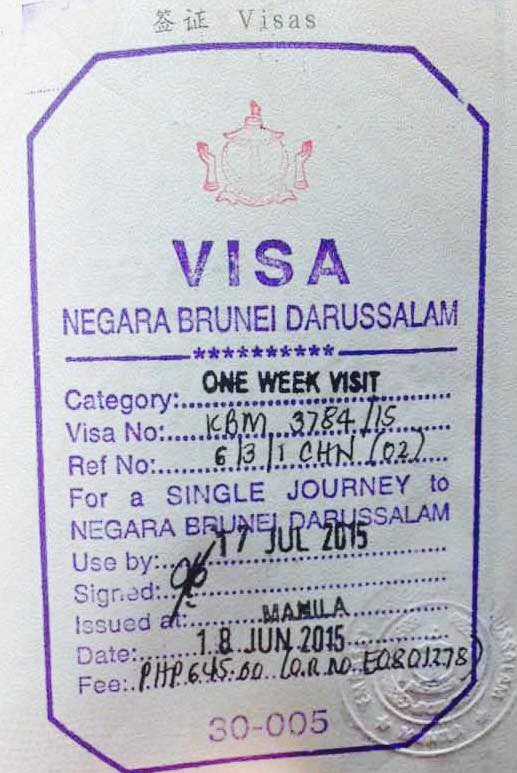 签证 Visas
VISA
NEGARA BRUNEI DARUSSALAM
**********
Category: ONE WEEK VISIT
Visa No: KBM 3784/15
Ref No: 6/3/1 CHN (02)
For a SINGLE JOURNEY to
NEGARA BRUNEI DARUSSALAM
Use by: 17 JUL 2015
Signed:
Issued at: MANILA
Date: 18 JUN 2015
Fee: PHP 645.00 (O.R NO. E0801278)
30-005